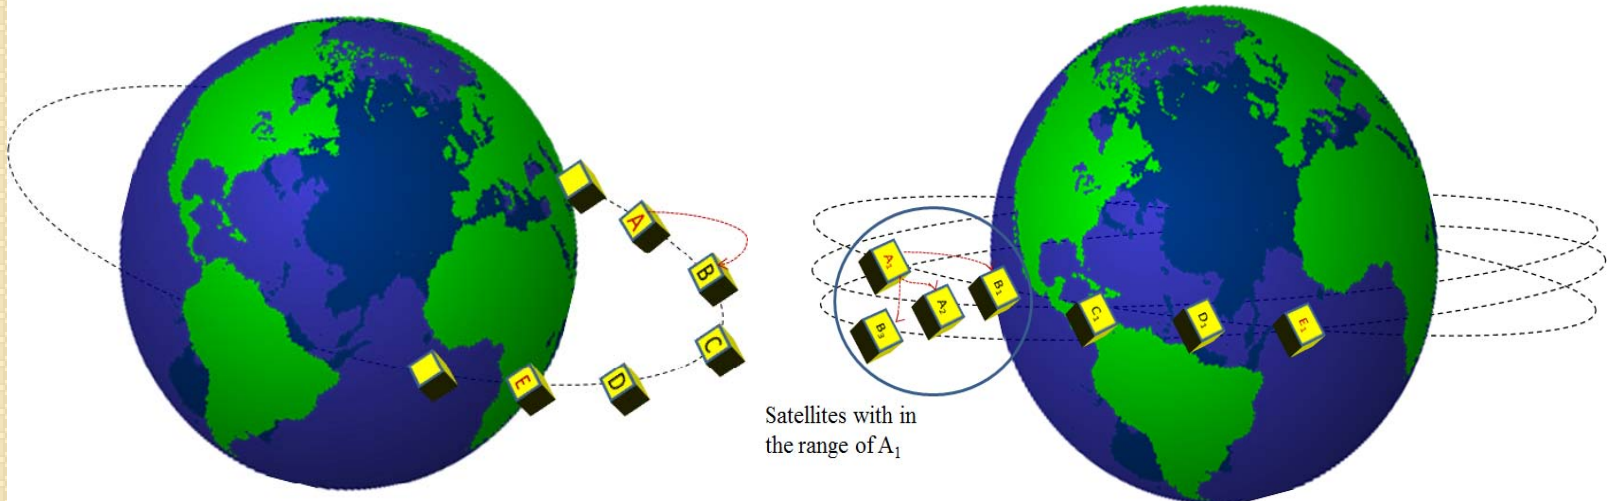 A
B
C
D
E
A₁
B₁
A₂
B₃
C₁
D₁
E₁
Satellites with in
the range of A₁